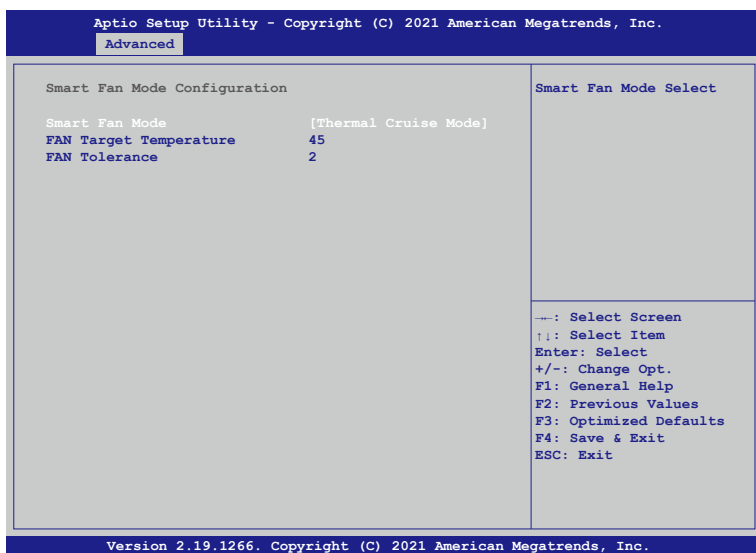 Aptio Setup Utility - Copyright (C) 2021 American Megatrends, Inc.
Advanced
Smart Fan Mode Configuration
Smart Fan Mode [Thermal Cruise Mode]
FAN Target Temperature 45
FAN Tolerance 2
Smart Fan Mode Select
→←: Select Screen
↑↓: Select Item
Enter: Select
+/-: Change Opt.
F1: General Help
F2: Previous Values
F3: Optimized Defaults
F4: Save & Exit
ESC: Exit
Version 2.19.1266. Copyright (C) 2021 American Megatrends, Inc.